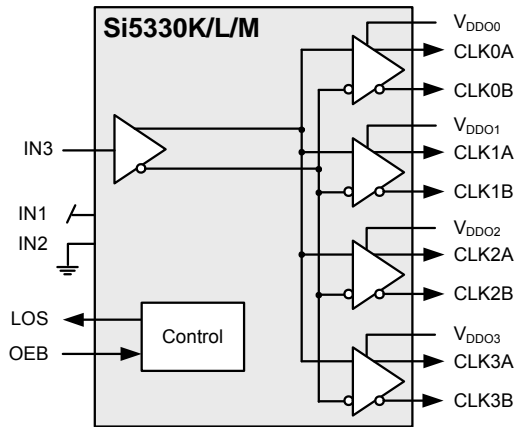 Si5330K/L/M
VDDO0
CLK0A
CLK0B
VDDO1
CLK1A
CLK1B
VDDO2
CLK2A
CLK2B
VDDO3
CLK3A
CLK3B
IN3
IN1
IN2
LOS
OEB
Control